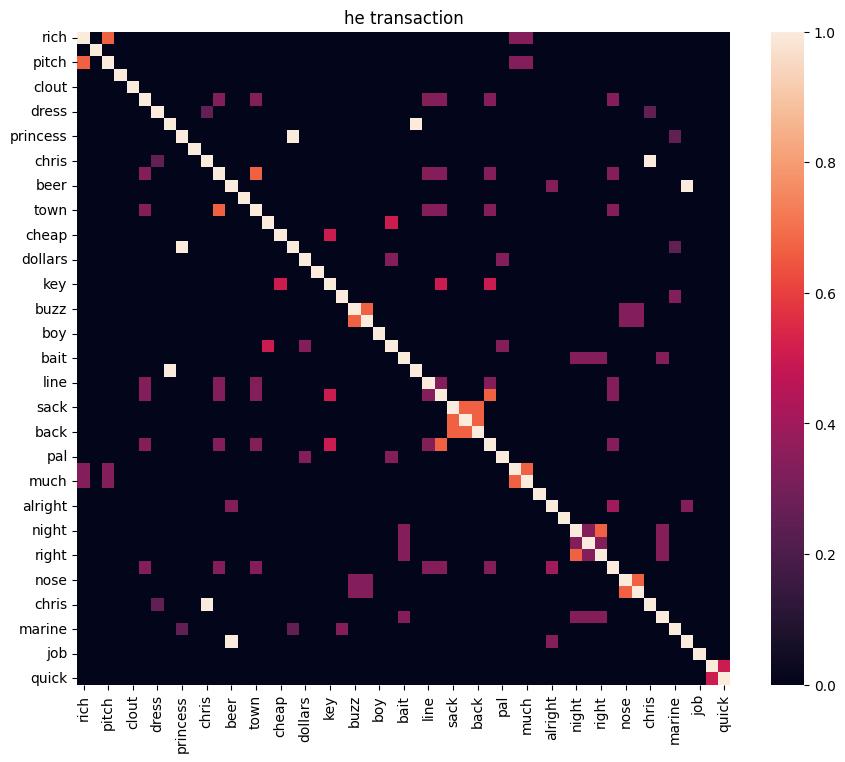 he transaction
rich
pitch
clout
dress
princess
chris
beer
town
cheap
dollars
key
buzz
boy
bait
line
sack
back
pal
much
alright
night
right
nose
chris
marine
job
quick
rich
pitch
clout
dress
princess
chris
beer
town
cheap
dollars
key
buzz
boy
bait
line
sack
back
pal
much
alright
night
right
nose
chris
marine
job
quick
1.0
0.8
0.6
0.4
0.2
0.0